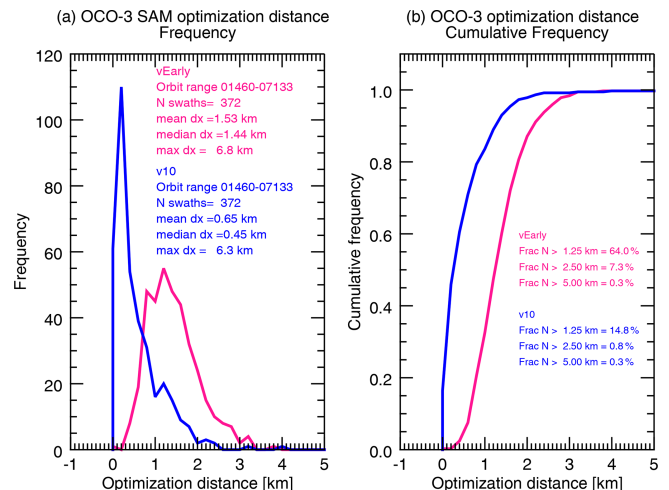 (a) OCO-3 SAM optimization distance
Frequency
120
100
80
60
40
20
0
Frequency
vEarly
Orbit range 01460-07133
N swaths= 372
mean dx =1.53 km
median dx =1.44 km
max dx = 6.8 km
v10
Orbit range 01460-07133
N swaths= 372
mean dx =0.65 km
median dx =0.45 km
max dx = 6.3 km
-1 0 1 2 3 4 5
Optimization distance [km]
(b) OCO-3 optimization distance
Cumulative Frequency
1.0
0.8
0.6
0.4
0.2
0.0
Cumulative frequency
vEarly
Frac N > 1.25 km = 64.0%
Frac N > 2.50 km = 7.3%
Frac N > 5.00 km = 0.3%
v10
Frac N > 1.25 km = 14.8%
Frac N > 2.50 km = 0.8%
Frac N > 5.00 km = 0.3%
-1 0 1 2 3 4 5
Optimization distance [km]